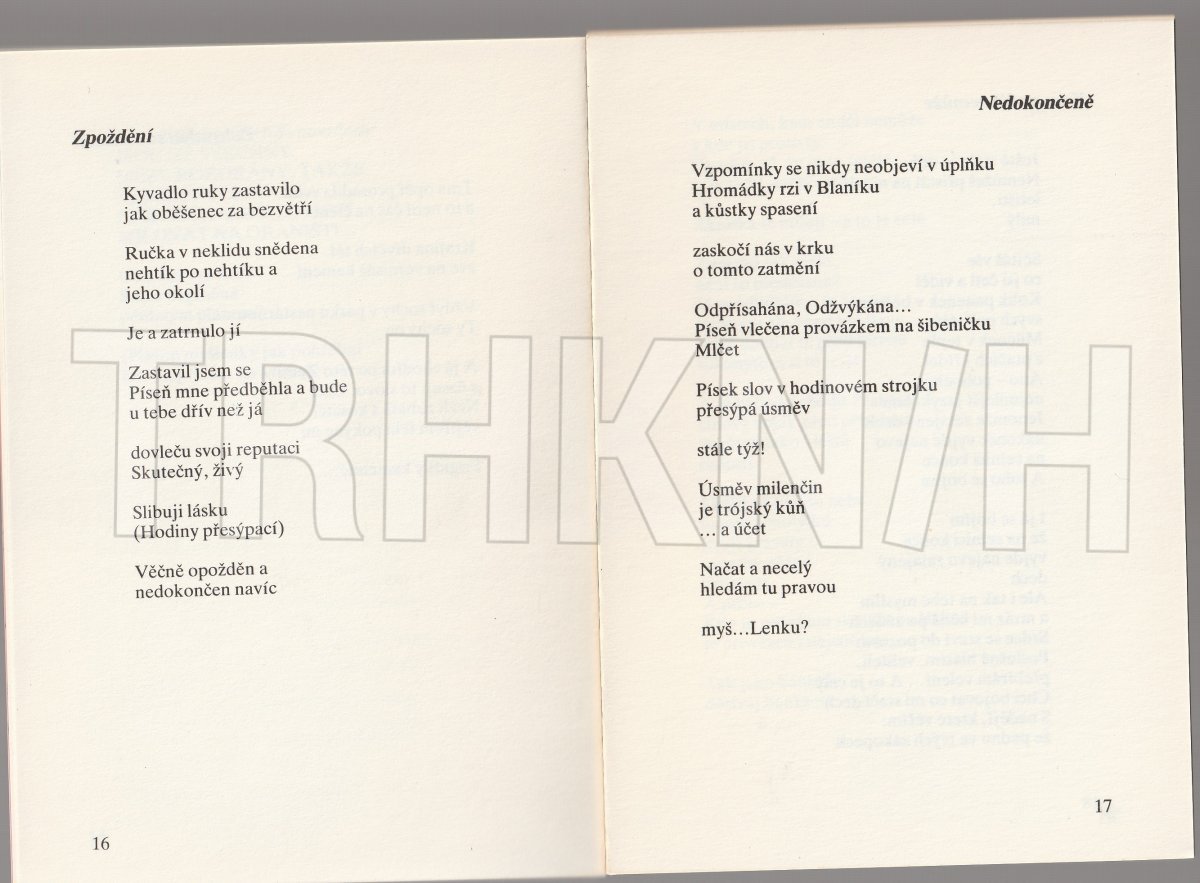 Zpoždění
Kyvadlo ruky zastavilo
jak oběšenec za bezvětří
Ručka v neklidu snědena
nehtík po nehtíku a
jeho okolí
Je a zatrnulo jí
Zastavil jsem se
Píseň mne předběhla a bude
u tebe dřív než já
dovleču svoji reputaci
Skutečný, živý
Slibuji lásku
(Hodiny přesýpací)
Věčně opožděn a
nedokončen navíc
16
Nedokončeně
Vzpomínky se nikdy neobjeví v úplňku
Hromádky rzi v Blaníku
a kůstky spasení
zaskočí nás v krku
o tomto zatmění
Odpřísahána, Odžvýkána...
Píseň vlečena provázkem na šibeničku
Mlčet
Písek slov v hodinovém strojku
přesýpá úsměv
stále týž!
Úsměv milenčin
je trójský kůň
... a účet
Načat a necelý
hledám tu pravou
myš...Lenku?
17
TRHKNIH